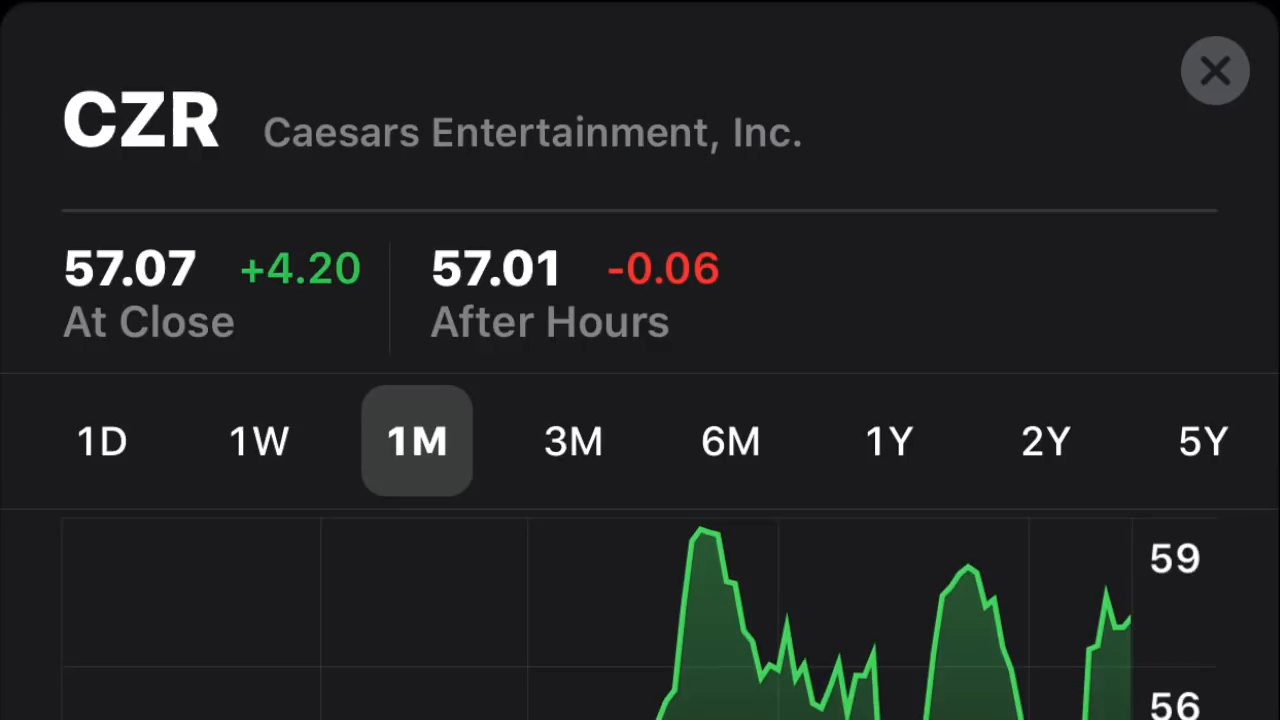 CZR Caesars Entertainment, Inc.
57.07 +4.20 57.01 -0.06
At Close After Hours
1D 1W 1M 3M 6M 1Y 2Y 5Y
59
56